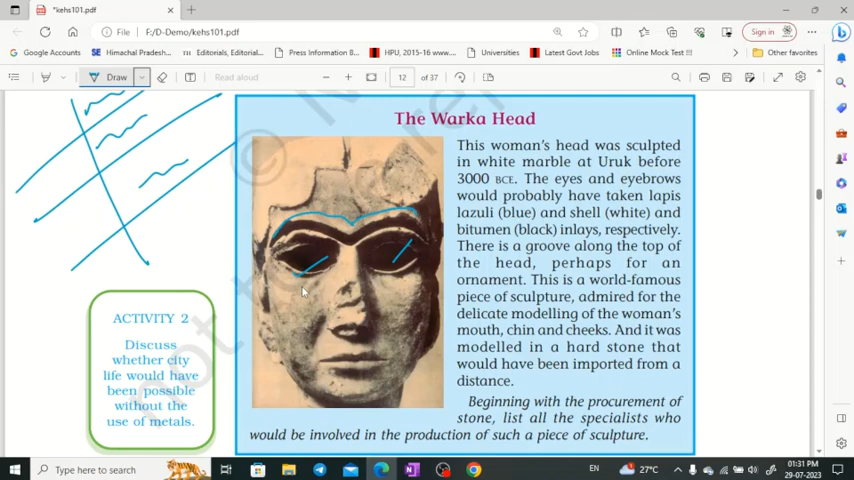 *kehs101.pdf
File
F:/D-Demo/kehs101.pdf
Sign in
Google Accounts
Himachal Pradesh...
Editorials, Editorial...
Press Information B...
HPU, 2015-16 www...
Universities
Latest Govt Jobs
Online Mock Test !!!
Other favorites
Draw
Read aloud
12
of 37
The Warka Head
This woman's head was sculpted
in white marble at Uruk before
3000 BCE. The eyes and eyebrows
would probably have taken lapis
lazuli (blue) and shell (white) and
bitumen (black) inlays, respectively.
There is a groove along the top of
the head, perhaps for an
ornament. This is a world-famous
piece of sculpture, admired for the
delicate modelling of the woman's
mouth, chin and cheeks. And it was
modelled in a hard stone that
would have been imported from a
distance.
Beginning with the procurement of
stone, list all the specialists who
would be involved in the production of such a piece of sculpture.
ACTIVITY 2
Discuss
whether city
life would have
been possible
without the
use of metals.
Type here to search
EN
27°C
01:31 PM
29-07-2023